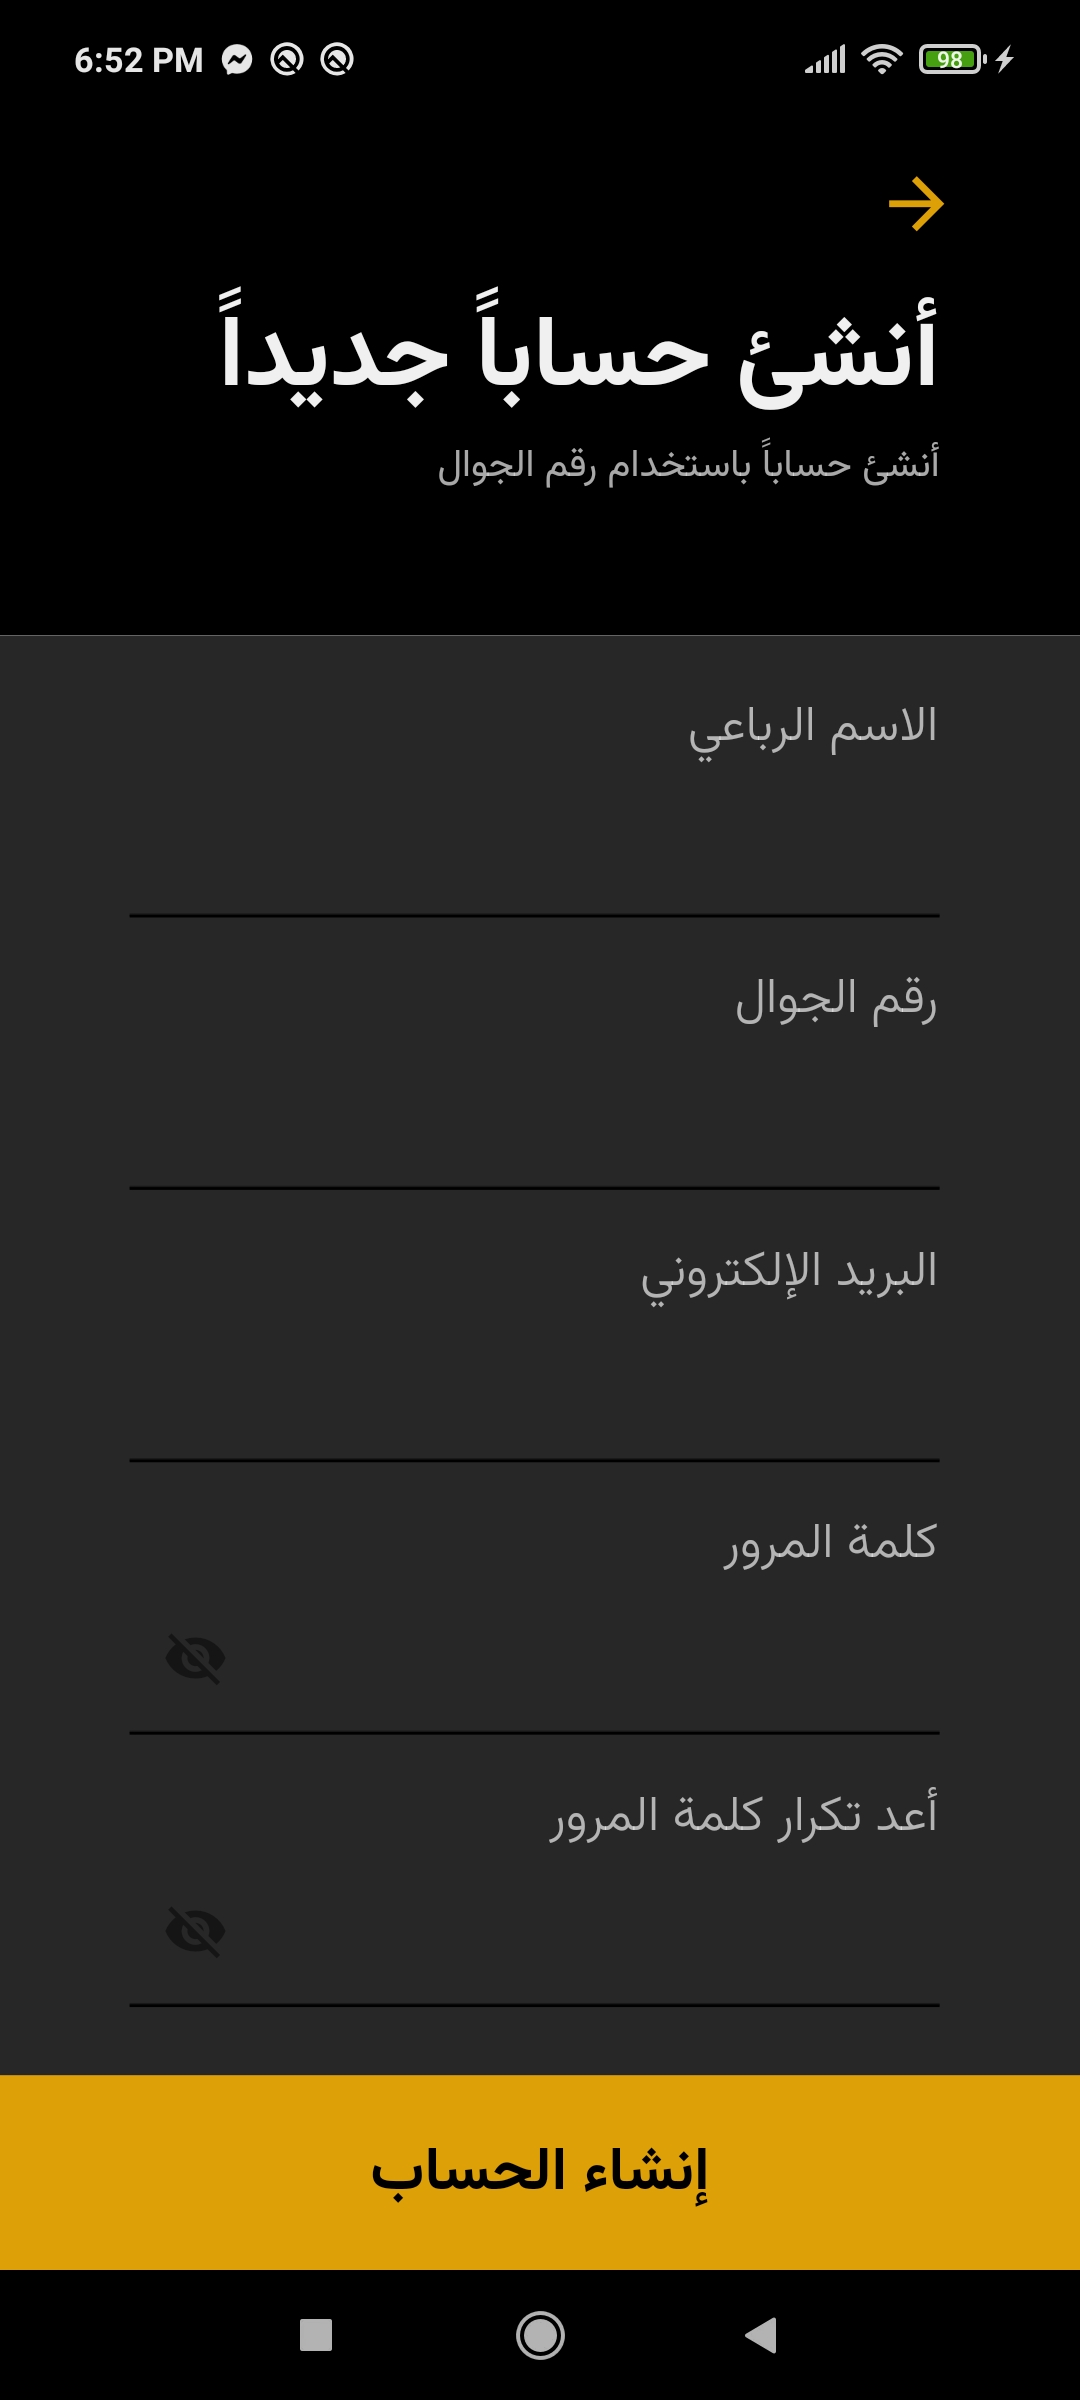 6:52 PM 98
أنشئ حساباً جديداً
أنشئ حساباً باستخدام رقم الجوال
الاسم الرباعي
رقم الجوال
البريد الإلكتروني
كلمة المرور
أعد تكرار كلمة المرور
إنشاء الحساب